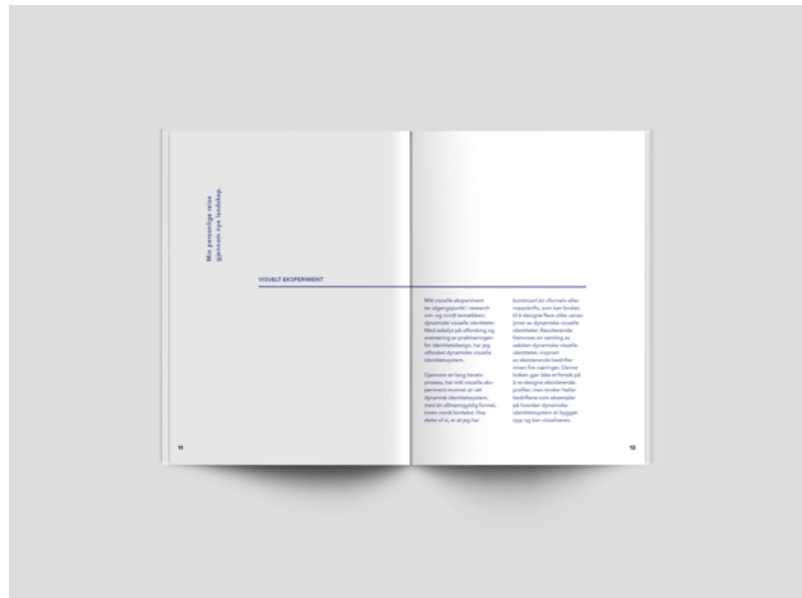 Min personlige reise
gjennom nye landskap.
VISUELT EKSPERIMENT
Mitt visuelle eksperiment
tar utgangspunkt i research
om- og rundt tematikken;
dynamiske visuelle identiteter.
Med søkelys på utforsking og
avansering av praktiseringen
for identitetsdesign, har jeg
utforsket dynamiske visuelle
identitetssystem.
Gjennom en lang iterativ
prosess, har mitt visuelle eks-
periment munnet ut i ett
dynamisk identitetssystem,
med én allmenngyldig formel,
innen norsk kontekst. Hva
dette vil si, er at jeg har
konstruert én «formel» eller
«oppskrift», som kan brukes
til å designe flere ulike varias-
joner av dynamiske visuelle
identiteter. Resulterende
fremvises en samling av
seksten dynamiske visuelle
identiteter, inspirert
av eksisterende bedrifter
innen fire næringer. Denne
boken gjør ikke et forsøk på
å re-designe eksisterende
profiler, men bruker heller
bedriftene som eksempler
på hvordan dynamiske
identitetssystem er bygget
opp og kan visualiseres.
11
12